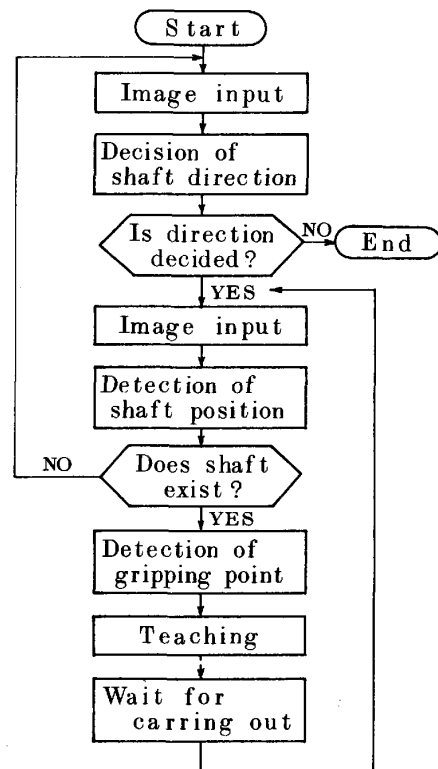 Start
Image input
Decision of
shaft direction
Is direction
decided?
NO
End
YES
Image input
Detection of
shaft position
Does shaft
exist?
NO
YES
Detection of
gripping point
Teaching
Wait for
carring out